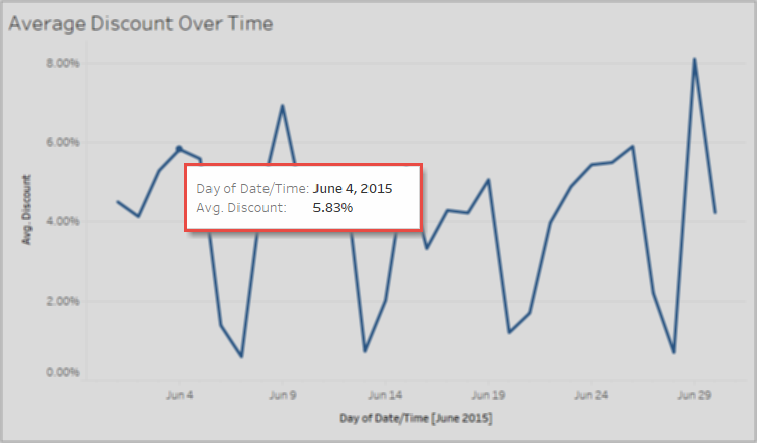 Average Discount Over Time
8.00%
6.00%
4.00%
2.00%
0.00%
Avg. Discount
Day of Date/Time: June 4, 2015
Avg. Discount: 5.83%
Jun 4 Jun 9 Jun 14 Jun 19 Jun 24 Jun 29
Day of Date/Time [June 2015]